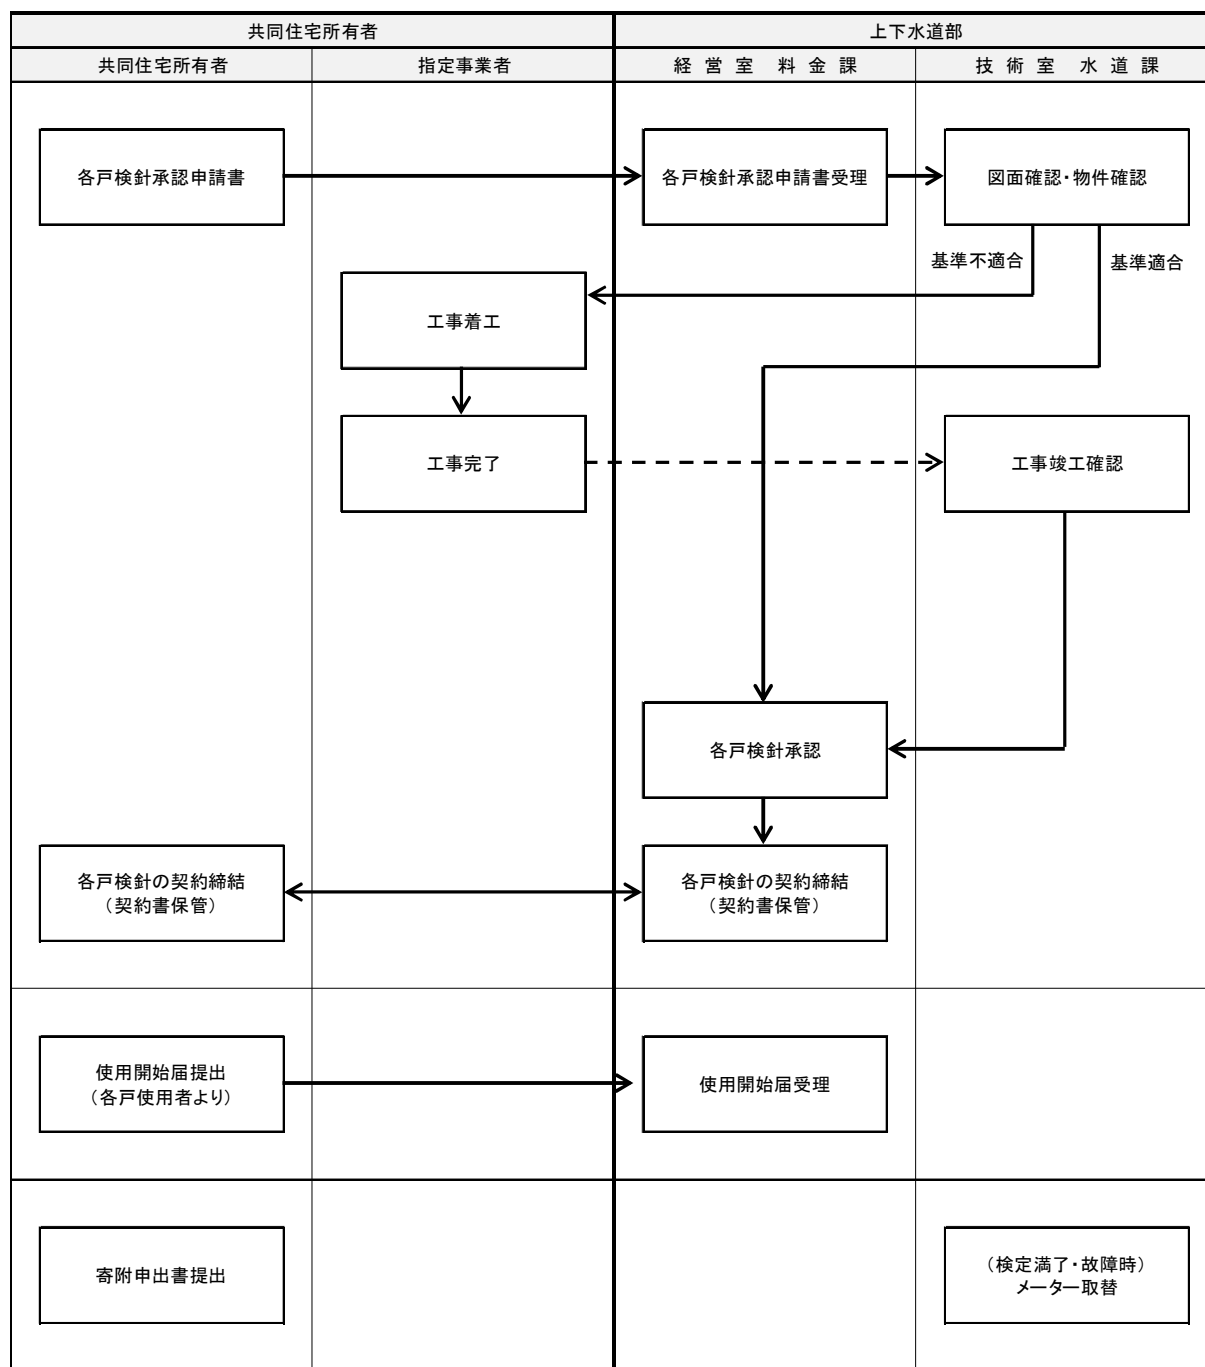 共同住宅所有者
上下水道部
共同住宅所有者
指定事業者
経営室 料金課
技術室 水道課
各戸検針承認申請書
各戸検針承認申請書受理
図面確認・物件確認
基準不適合
基準適合
工事着工
工事完了
工事竣工確認
各戸検針承認
各戸検針の契約締結
（契約書保管）
各戸検針の契約締結
（契約書保管）
使用開始届提出
（各戸使用者より）
使用開始届受理
寄附申出書提出
（検定満了・故障時）
メーター取替